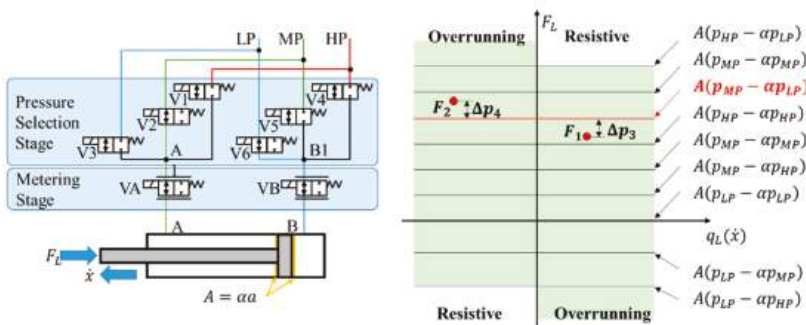 LP MP HP
V1
V4
Pressure
Selection
Stage
V2
V5
V3
V6
A
B1
Metering
Stage
1
VA
VB
A
B
F_L
ẋ
A = αa
F_L
Overrunning
Resistive
F_2
Δp_4
F_1
Δp_3
q_L(ẋ)
Resistive
Overrunning
A(p_HP − αp_LP)
A(p_MP − αp_MP)
A(p_MP − αp_LP)
A(p_HP − αp_HP)
A(p_MP − αp_MP)
A(p_MP − αp_HP)
A(p_LP − αp_LP)
A(p_LP − αp_MP)
A(p_LP − αp_HP)